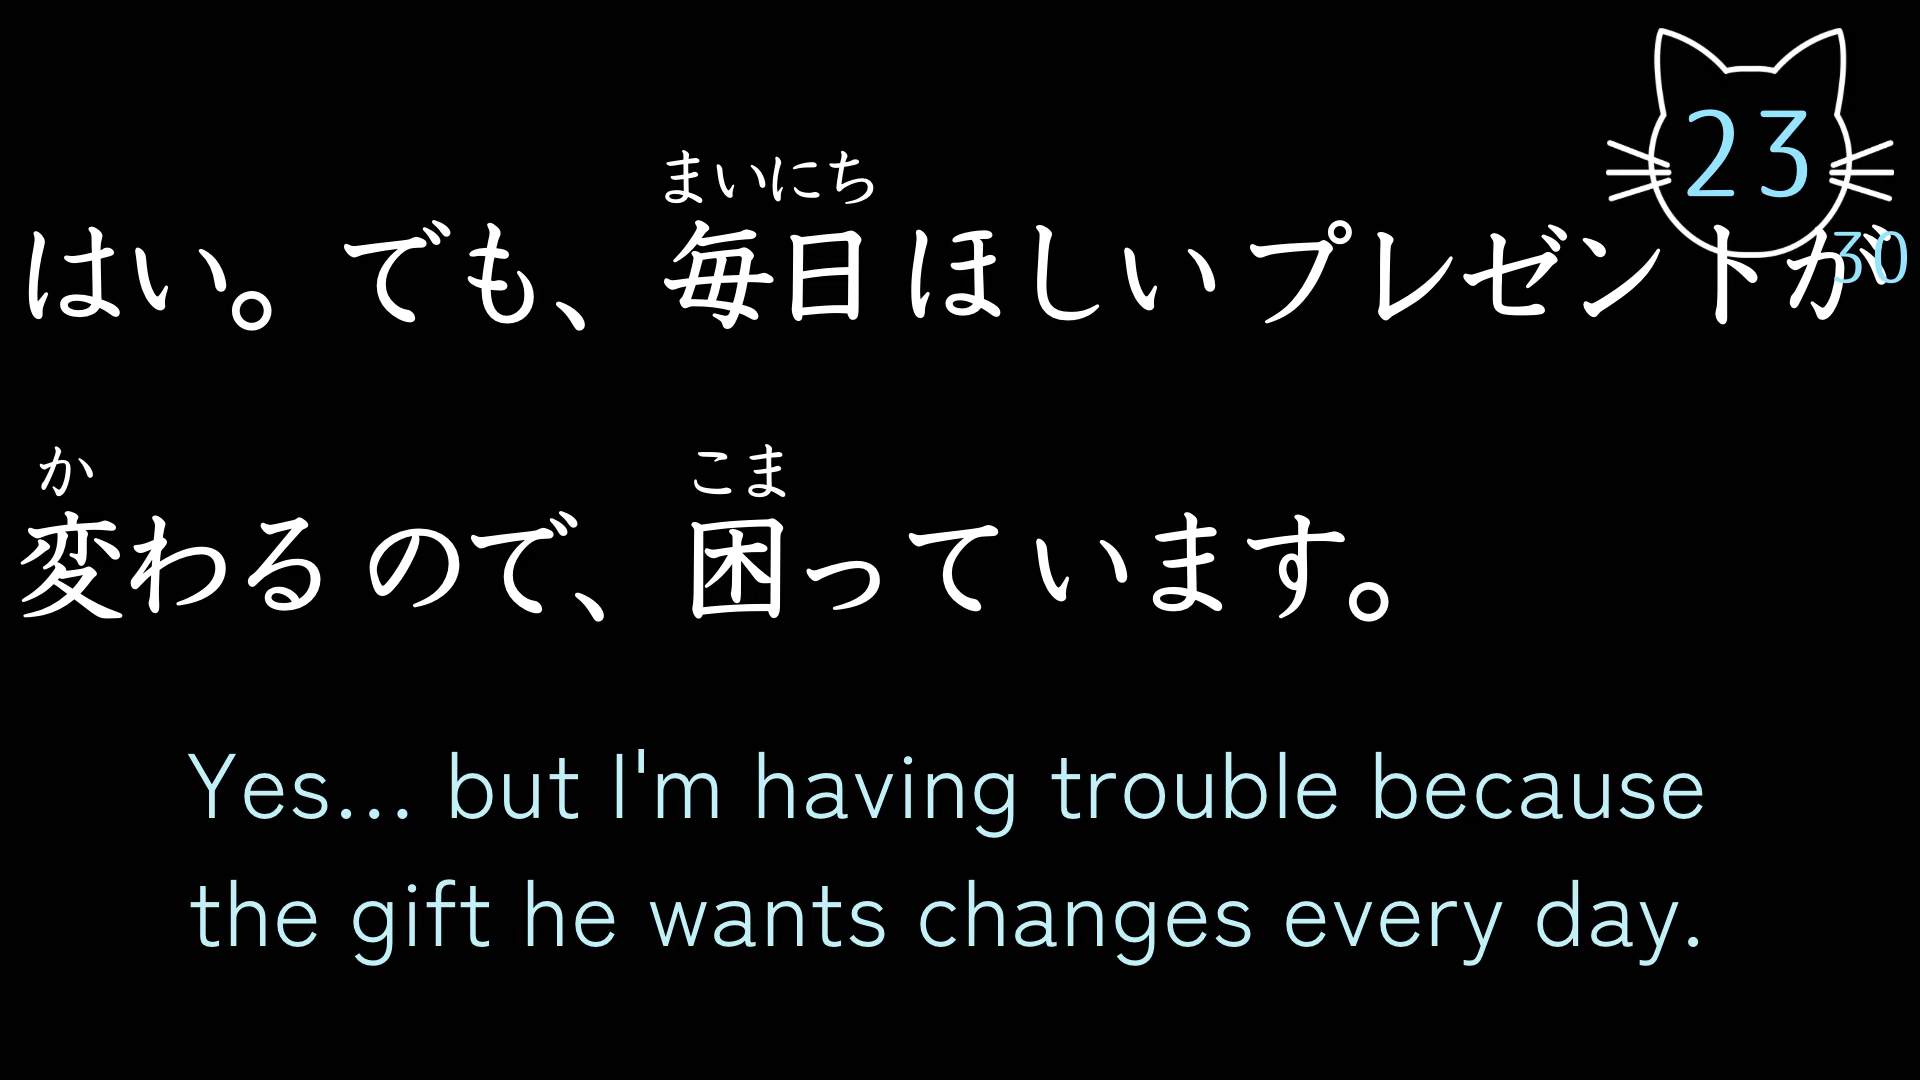 23
30
まいにち
はい。でも、毎日 ほしい プレゼントが
か こま
変わる ので、困って います。
Yes... but I'm having trouble because
the gift he wants changes every day.